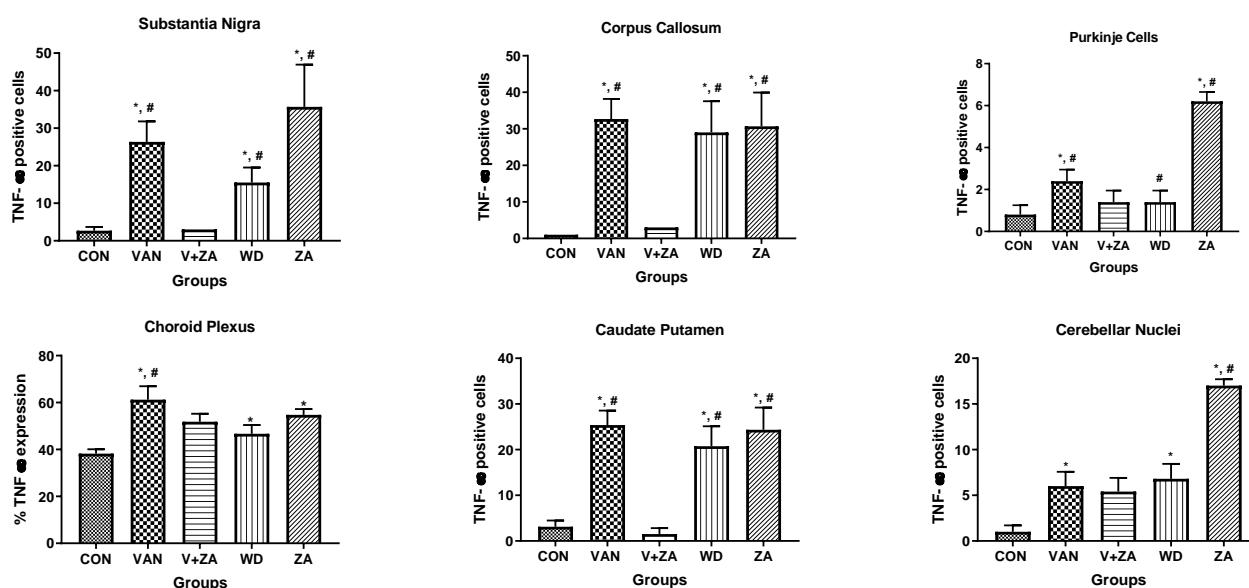 Substantia Nigra
TNF- positive cells
50
40
30
20
10
0
*, #
*, #
*, #
CON VAN V+ZA WD ZA
Groups
Corpus Callosum
TNF- positive cells
50
40
30
20
10
0
*, #
*, #
*, #
CON VAN V+ZA WD ZA
Groups
Purkinje Cells
TNF- positive cells
8
6
4
2
0
*, #
#
*, #
CON VAN V+ZA WD ZA
Groups
Choroid Plexus
% TNF expression
80
60
40
20
0
*, #
*
*
CON VAN V+ZA WD ZA
Groups
Caudate Putamen
TNF- positive cells
40
30
20
10
0
*, #
*, #
*, #
CON VAN V+ZA WD ZA
Groups
Cerebellar Nuclei
TNF- positive cells
20
15
10
5
0
*
*
*, #
CON VAN V+ZA WD ZA
Groups